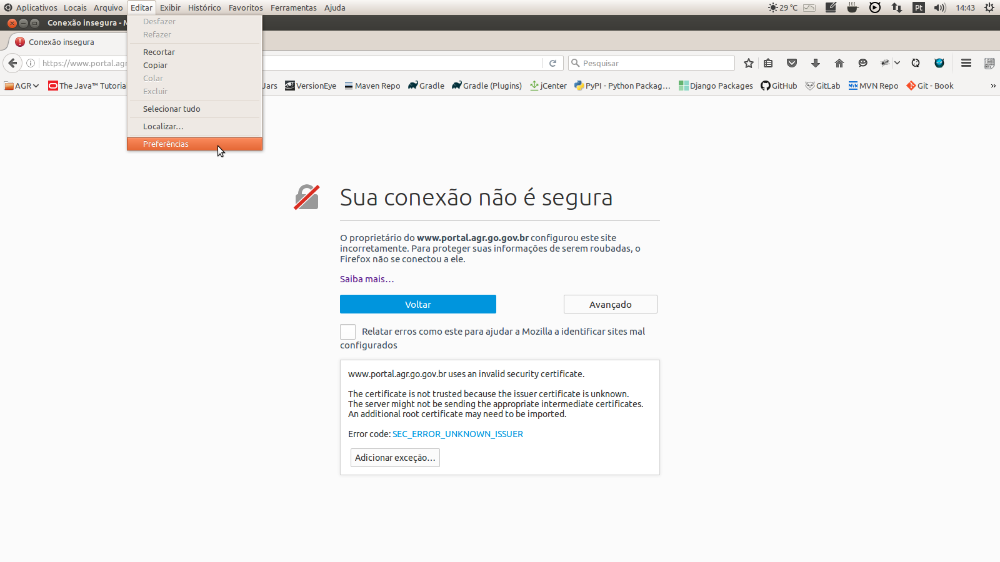 Aplicativos Locais Arquivo Editar Exibir Histórico Favoritos Ferramentas Ajuda 29 °C Pt 14:43
Conexão insegura -
Conexão insegura
https://www.portal.agr
Pesquisar
AGR The Java™ Tutoria Jars VersionEye Maven Repo Gradle Gradle (Plugins) jCenter PyPI - Python Packag… MVN Django Packages GitHub GitLab MVN Repo Git - Book »
Desfazer
Refazer
Recortar
Copiar
Colar
Excluir
Selecionar tudo
Localizar…
Preferências
Sua conexão não é segura
O proprietário do www.portal.agr.go.gov.br configurou este site
incorretamente. Para proteger suas informações de serem roubadas, o
Firefox não se conectou a ele.
Saiba mais…
Voltar Avançado
Relatar erros como este para ajudar a Mozilla a identificar sites mal
configurados
www.portal.agr.go.gov.br uses an invalid security certificate.
The certificate is not trusted because the issuer certificate is unknown.
The server might not be sending the appropriate intermediate certificates.
An additional root certificate may need to be imported.
Error code: SEC_ERROR_UNKNOWN_ISSUER
Adicionar exceção…